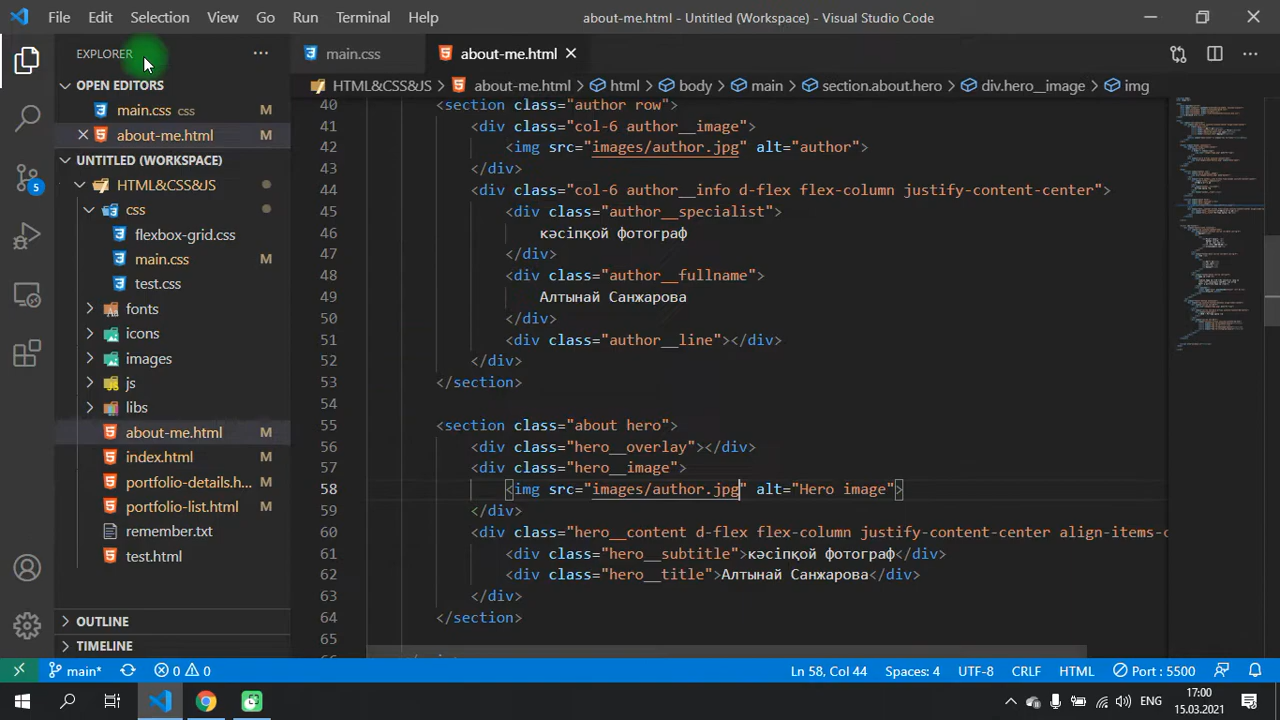 File Edit Selection View Go Run Terminal Help about-me.html - Untitled (Workspace) - Visual Studio Code
EXPLORER
main.css
about-me.html
OPEN EDITORS
main.css css M
about-me.html M
UNTITLED (WORKSPACE)
HTML&CSS&JS
css
flexbox-grid.css
main.css M
test.css
fonts
icons
images
js
libs
about-me.html M
index.html M
portfolio-details.h... M
portfolio-list.html M
remember.txt
test.html
OUTLINE
TIMELINE
5
HTML&CSS&JS > about-me.html > html > body > main > section.about.hero > div.hero__image > img
40 <section class="author row">
41 <div class="col-6 author__image">
42 <img src="images/author.jpg" alt="author">
43 </div>
44 <div class="col-6 author__info d-flex flex-column justify-content-center">
45 <div class="author__specialist">
46 кәсіпқой фотограф
47 </div>
48 <div class="author__fullname">
49 Алтынай Санжарова
50 </div>
51 <div class="author__line"></div>
52 </div>
53 </section>
54
55 <section class="about hero">
56 <div class="hero__overlay"></div>
57 <div class="hero__image">
58 <img src="images/author.jpg" alt="Hero image">
59 </div>
60 <div class="hero__content d-flex flex-column justify-content-center align-items-c
61 <div class="hero__subtitle">кәсіпқой фотограф</div>
62 <div class="hero__title">Алтынай Санжарова</div>
63 </div>
64 </section>
65
main* 0 0 Ln 58, Col 44 Spaces: 4 UTF-8 CRLF HTML Port : 5500
ENG 17:00
15.03.2021